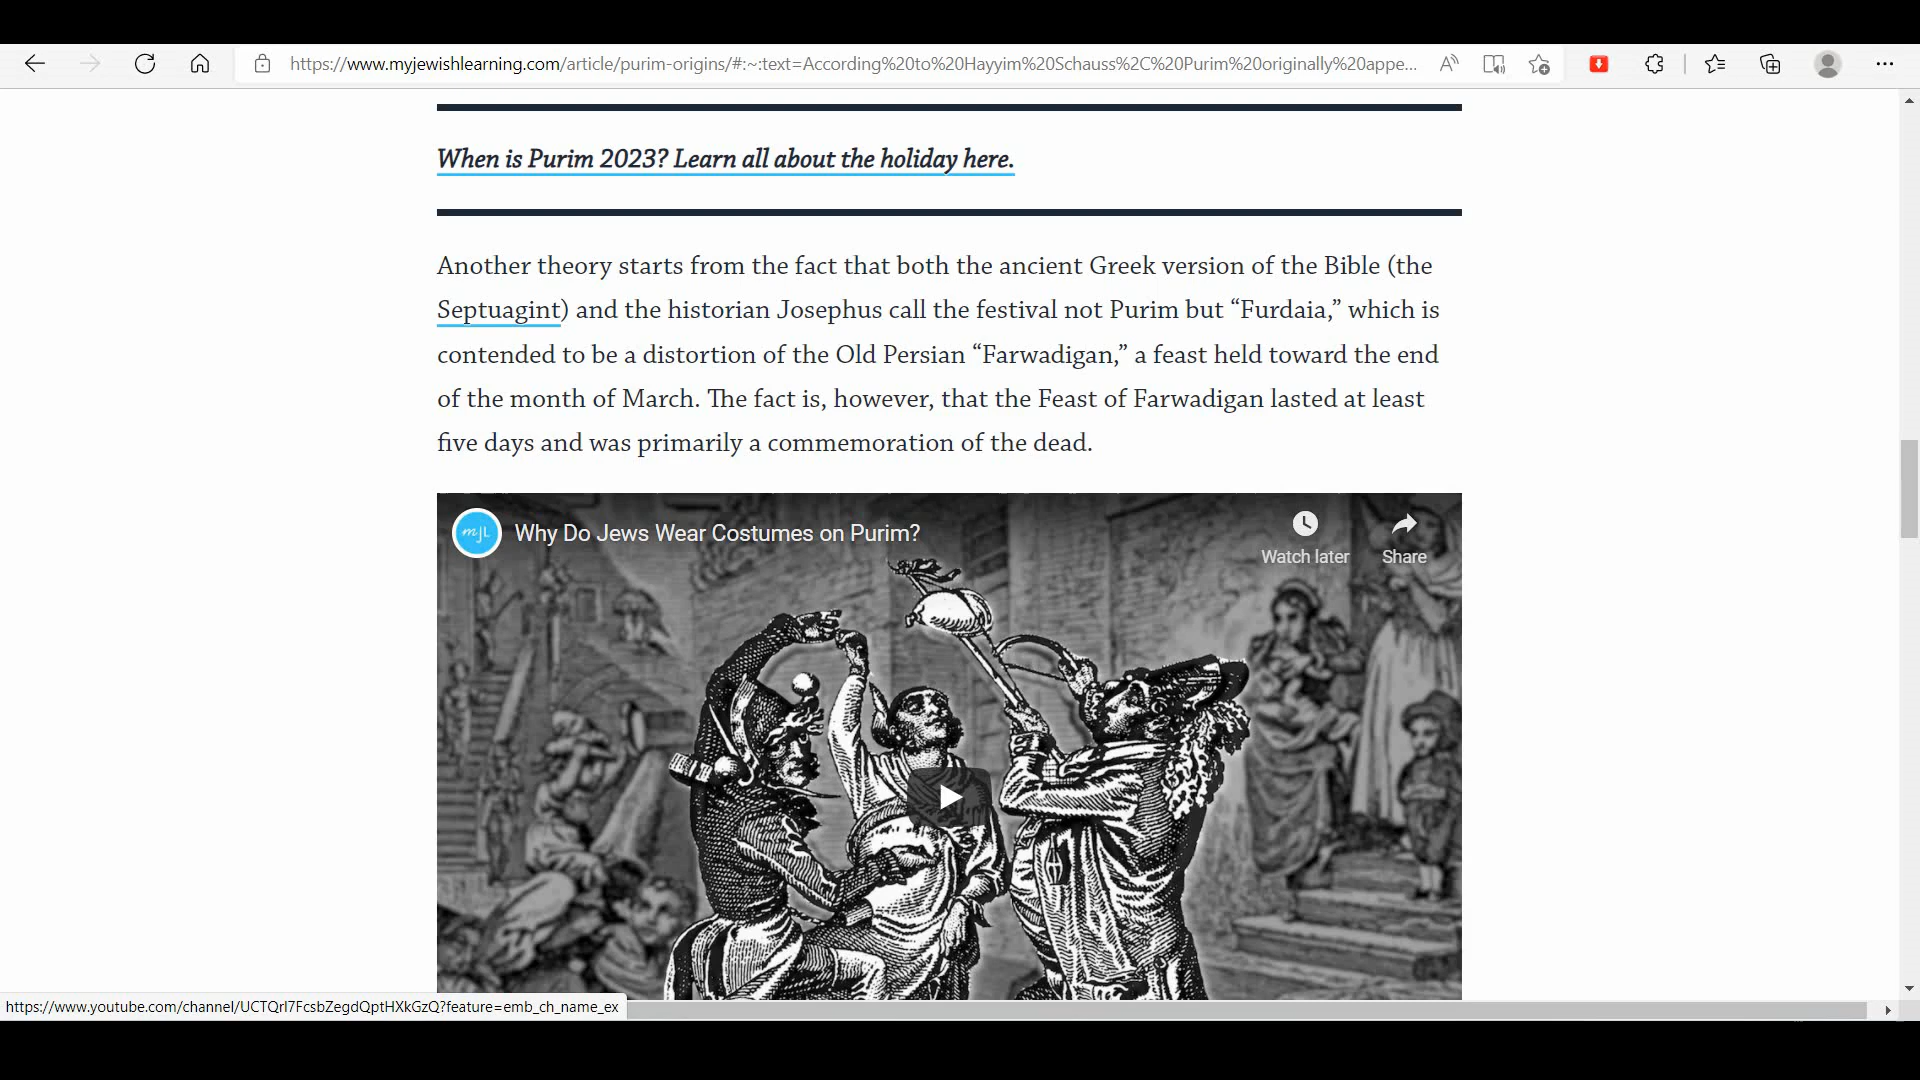 https://www.myjewishlearning.com/article/purim-origins/#:~:text=According%20to%20Hayyim%20Schauss%2C%20Purim%20originally%20appe...
When is Purim 2023? Learn all about the holiday here.
Another theory starts from the fact that both the ancient Greek version of the Bible (the
Septuagint) and the historian Josephus call the festival not Purim but “Furdaia,” which is
contended to be a distortion of the Old Persian “Farwadigan,” a feast held toward the end
of the month of March. The fact is, however, that the Feast of Farwadigan lasted at least
five days and was primarily a commemoration of the dead.
mjL
Why Do Jews Wear Costumes on Purim?
Watch later
Share
https://www.youtube.com/channel/UCTQrI7FcsbZegdQptHXkGzQ?feature=emb_ch_name_ex